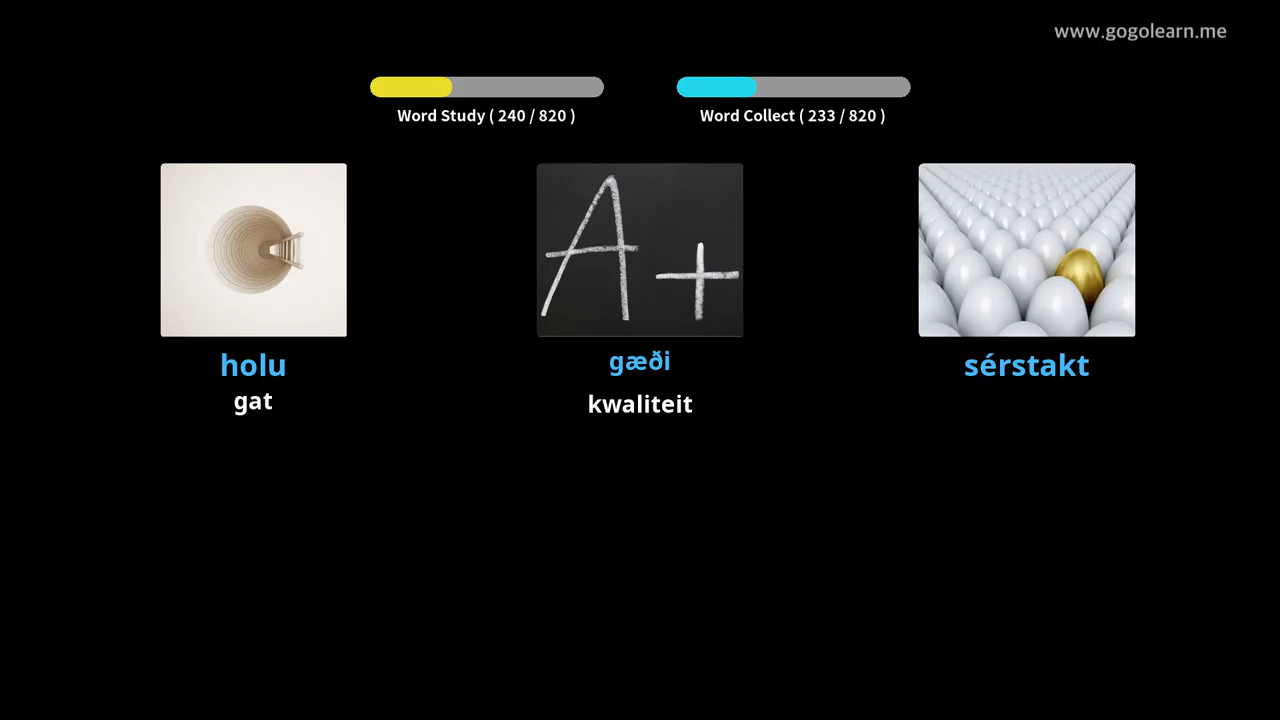 www.gogolearn.me
Word Study ( 240 / 820 )
Word Collect ( 233 / 820 )
A+
holu
gæði
sérstakt
gat
kwaliteit